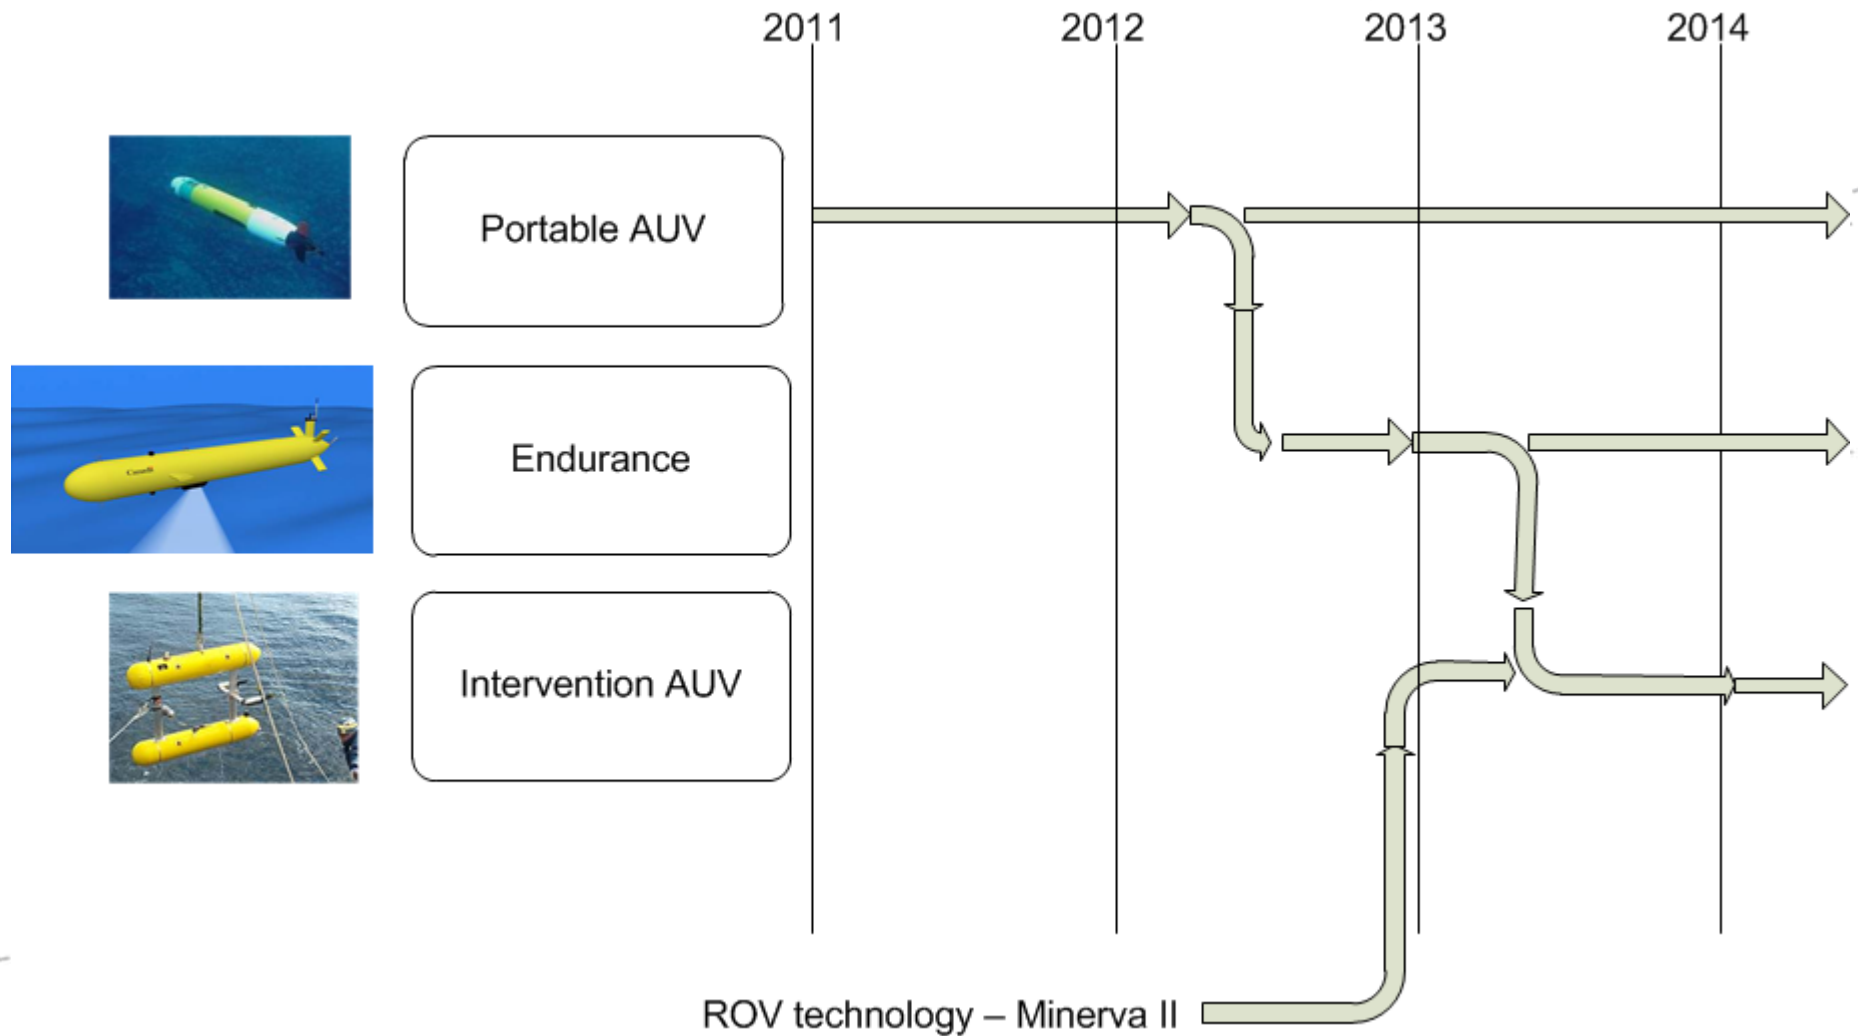 2011 2012 2013 2014
Portable AUV
Endurance
Intervention AUV
ROV technology – Minerva II